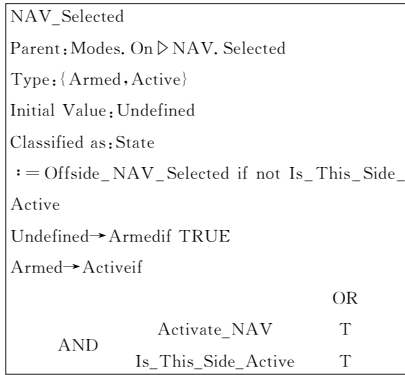 NAV_Selected
Parent:Modes.On▷NAV.Selected
Type:{Armed,Active}
Initial Value:Undefined
Classified as:State
:=Offside_NAV_Selected if not Is_This_Side_
Active
Undefined→Armedif TRUE
Armed→Activeif
OR
Activate_NAV T
AND
Is_This_Side_Active T